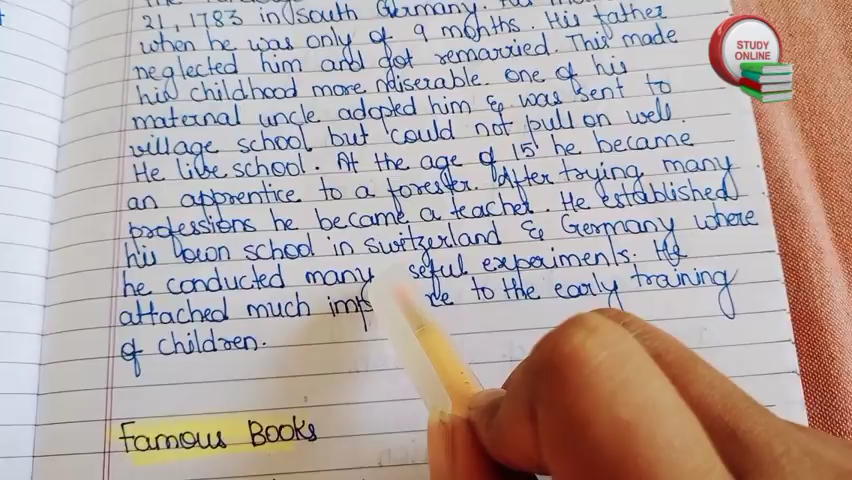 21, 1783 in South Germany.
when he was only of 9 months. His father
neglected him and got remarried. This made
his childhood more miserable. One of his
maternal uncle adopted him & was sent to
village school but could not pull on well.
He live school. At the age of 15 he became
an apprentice to a forester. After trying many
professions he became a teacher. He established
his own school in Switzerland & Germany where
he conducted many seful experiments. He
attached much imp ce to the early training
of children.
Famous Books
STUDY
ONLINE